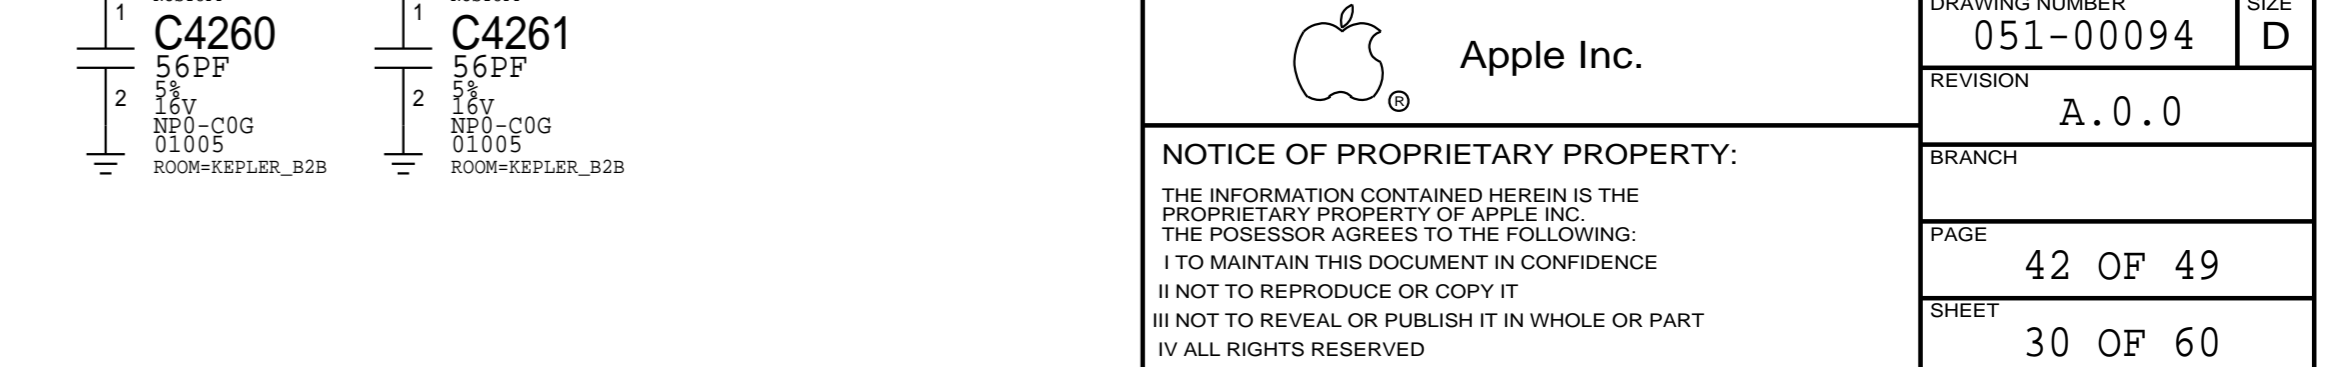 1
C4260
56PF
5%
16V
NP0-C0G
01005
2
ROOM=KEPLER_B2B
1
C4261
56PF
5%
16V
NP0-C0G
01005
2
ROOM=KEPLER_B2B
®
Apple Inc.
NOTICE OF PROPRIETARY PROPERTY:
THE INFORMATION CONTAINED HEREIN IS THE
PROPRIETARY PROPERTY OF APPLE INC.
THE POSESSOR AGREES TO THE FOLLOWING:
I TO MAINTAIN THIS DOCUMENT IN CONFIDENCE
II NOT TO REPRODUCE OR COPY IT
III NOT TO REVEAL OR PUBLISH IT IN WHOLE OR PART
IV ALL RIGHTS RESERVED
DRAWING NUMBER
051-00094
SIZE
D
REVISION
A.0.0
BRANCH
PAGE
42 OF 49
SHEET
30 OF 60